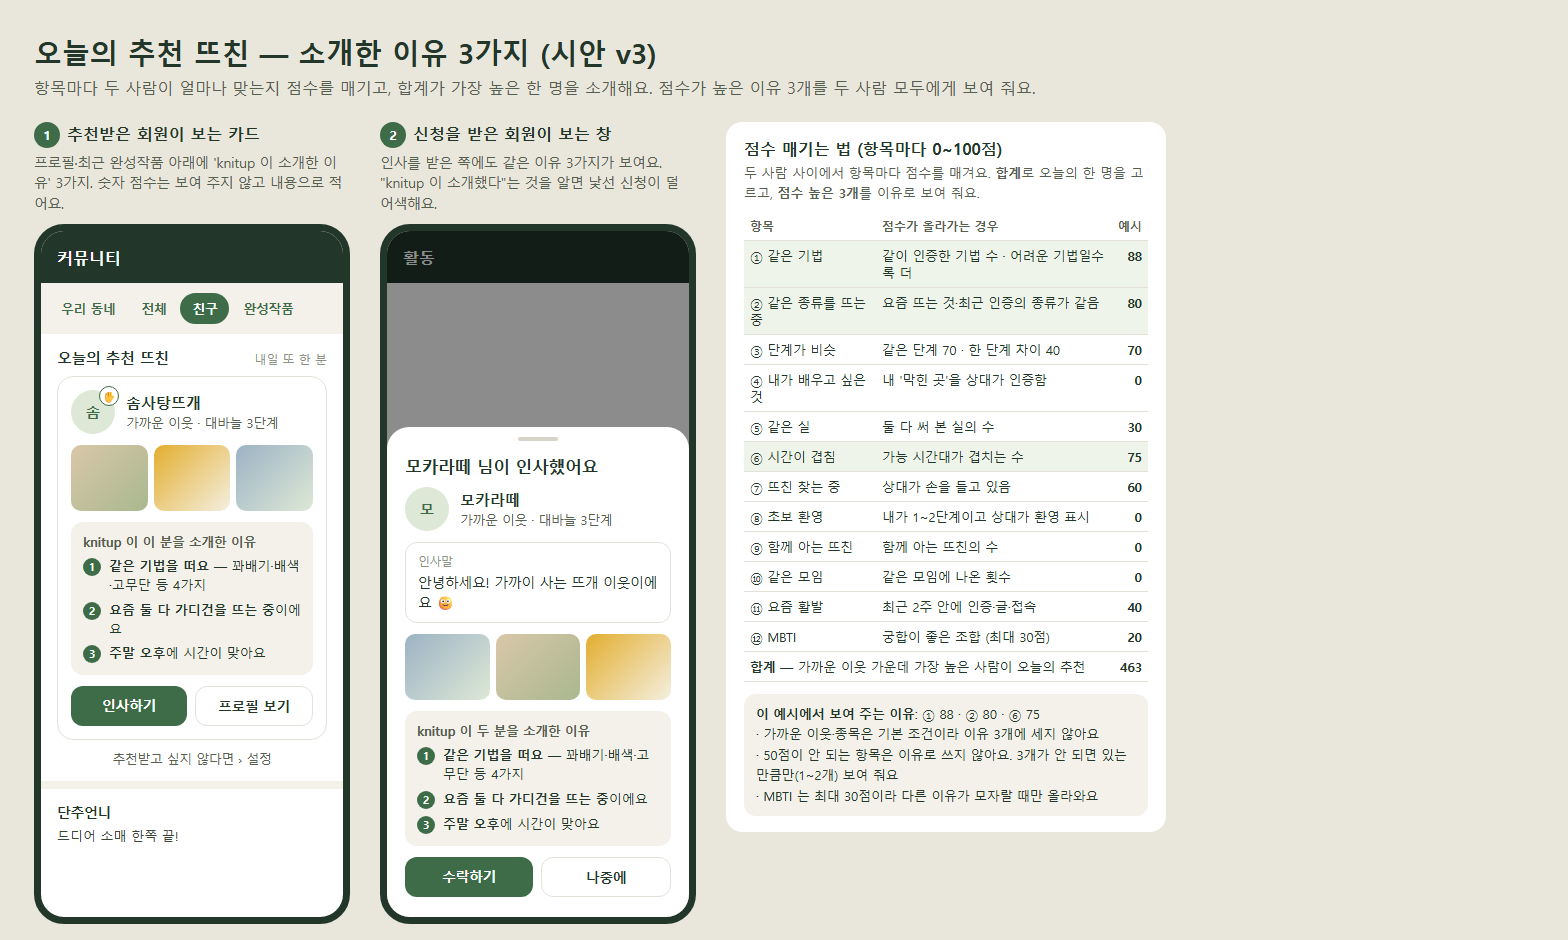 오늘의 추천 뜨친 — 소개한 이유 3가지 (시안 v3)
항목마다 두 사람이 얼마나 맞는지 점수를 매기고, 합계가 가장 높은 한 명을 소개해요. 점수가 높은 이유 3개를 두 사람 모두에게 보여 줘요.
1 추천받은 회원이 보는 카드
프로필·최근 완성작품 아래에 'knitup 이 소개한 이
유' 3가지. 숫자 점수는 보여 주지 않고 내용으로 적
어요.
커뮤니티
우리 동네 전체 친구 완성작품
오늘의 추천 뜨친 내일 또 한 분
솜 솜사탕뜨개
가까운 이웃 · 대바늘 3단계
knitup 이 이 분을 소개한 이유
1 같은 기법을 떠요 — 꽈배기·배색
·고무단 등 4가지
2 요즘 둘 다 가디건을 뜨는 중이에
요
3 주말 오후에 시간이 맞아요
인사하기 프로필 보기
추천받고 싶지 않다면 › 설정
단추언니
드디어 소매 한쪽 끝!
2 신청을 받은 회원이 보는 창
인사를 받은 쪽에도 같은 이유 3가지가 보여요.
"knitup 이 소개했다"는 것을 알면 낯선 신청이 덜
어색해요.
활동
모카라떼 님이 인사했어요
모 모카라떼
가까운 이웃 · 대바늘 3단계
인사말
안녕하세요! 가까이 사는 뜨개 이웃이에
요 😊
knitup 이 두 분을 소개한 이유
1 같은 기법을 떠요 — 꽈배기·배색·고
무단 등 4가지
2 요즘 둘 다 가디건을 뜨는 중이에요
3 주말 오후에 시간이 맞아요
수락하기 나중에
점수 매기는 법 (항목마다 0~100점)
두 사람 사이에서 항목마다 점수를 매겨요. 합계로 오늘의 한 명을 고
르고, 점수 높은 3개를 이유로 보여 줘요.
항목 점수가 올라가는 경우 예시
① 같은 기법 같이 인증한 기법 수 · 어려운 기법일수 88
록 더
② 같은 종류를 뜨는 요즘 뜨는 것·최근 인증의 종류가 같음 80
중
③ 단계가 비슷 같은 단계 70 · 한 단계 차이 40 70
④ 내가 배우고 싶은 내 '막힌 곳'을 상대가 인증함 0
것
⑤ 같은 실 둘 다 써 본 실의 수 30
⑥ 시간이 겹침 가능 시간대가 겹치는 수 75
⑦ 뜨친 찾는 중 상대가 손을 들고 있음 60
⑧ 초보 환영 내가 1~2단계이고 상대가 환영 표시 0
⑨ 함께 아는 뜨친 함께 아는 뜨친의 수 0
⑩ 같은 모임 같은 모임에 나온 횟수 0
⑪ 요즘 활발 최근 2주 안에 인증·글·접속 40
⑫ MBTI 궁합이 좋은 조합 (최대 30점) 20
합계 — 가까운 이웃 가운데 가장 높은 사람이 오늘의 추천 463
이 예시에서 보여 주는 이유: ① 88 · ② 80 · ⑥ 75
· 가까운 이웃·종목은 기본 조건이라 이유 3개에 세지 않아요
· 50점이 안 되는 항목은 이유로 쓰지 않아요. 3개가 안 되면 있는
만큼만(1~2개) 보여 줘요
· MBTI 는 최대 30점이라 다른 이유가 모자랄 때만 올라와요